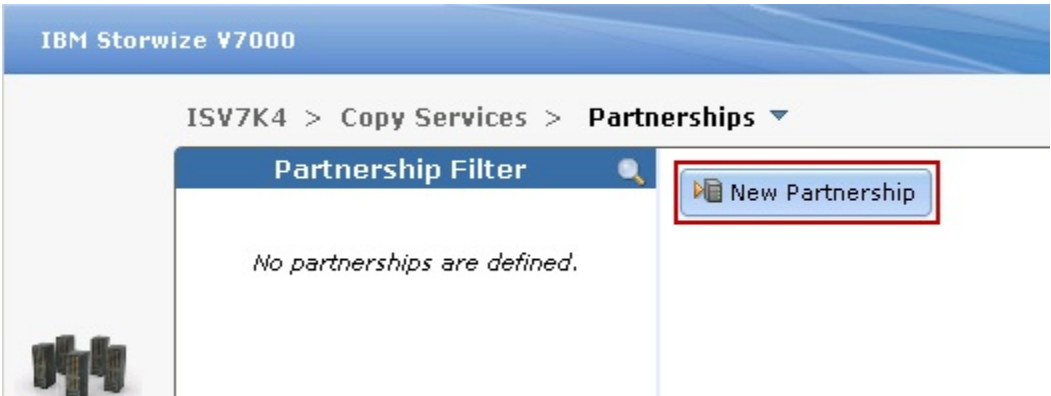 IBM Storwize V7000
ISV7K4 > Copy Services > Partnerships
Partnership Filter
New Partnership
No partnerships are defined.